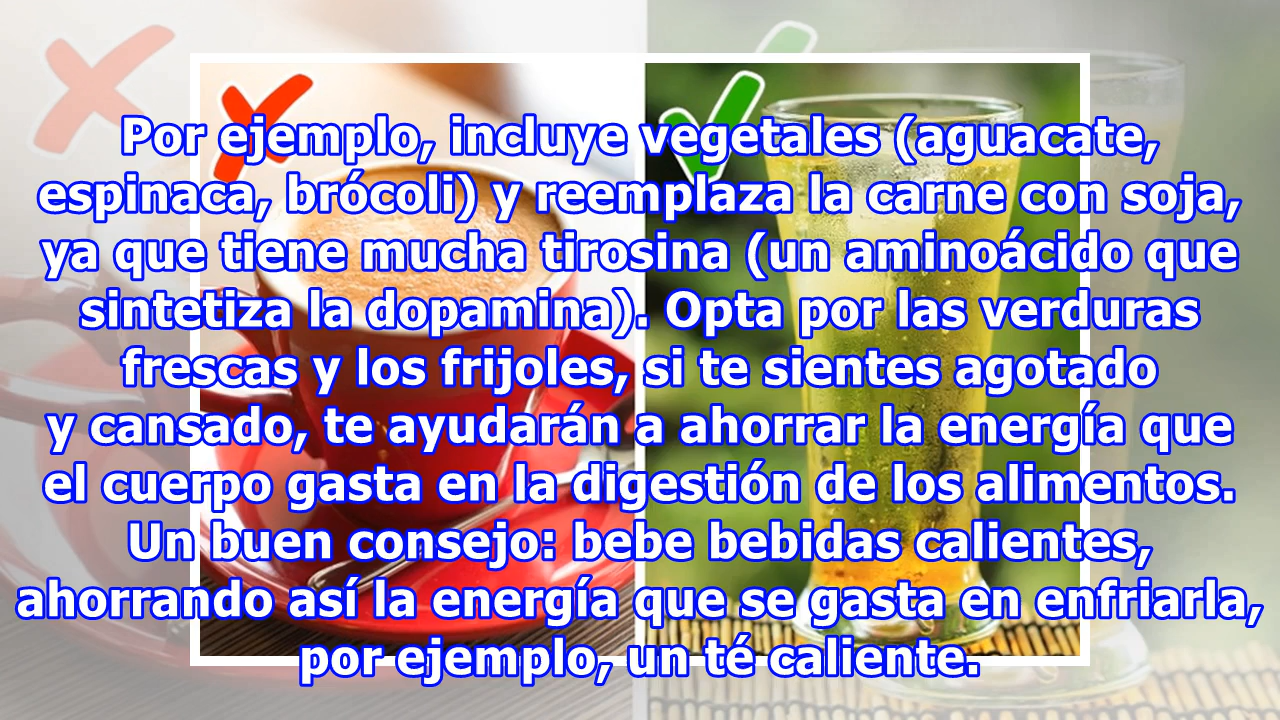 Por ejemplo, incluye vegetales (aguacate,
espinaca, brócoli) y reemplaza la carne con soja,
ya que tiene mucha tirosina (un aminoácido que
sintetiza la dopamina). Opta por las verduras
frescas y los frijoles, si te sientes agotado
y cansado, te ayudarán a ahorrar la energía que
el cuerpo gasta en la digestión de los alimentos.
Un buen consejo: bebe bebidas calientes,
ahorrando así la energía que se gasta en enfriarla,
por ejemplo, un té caliente.